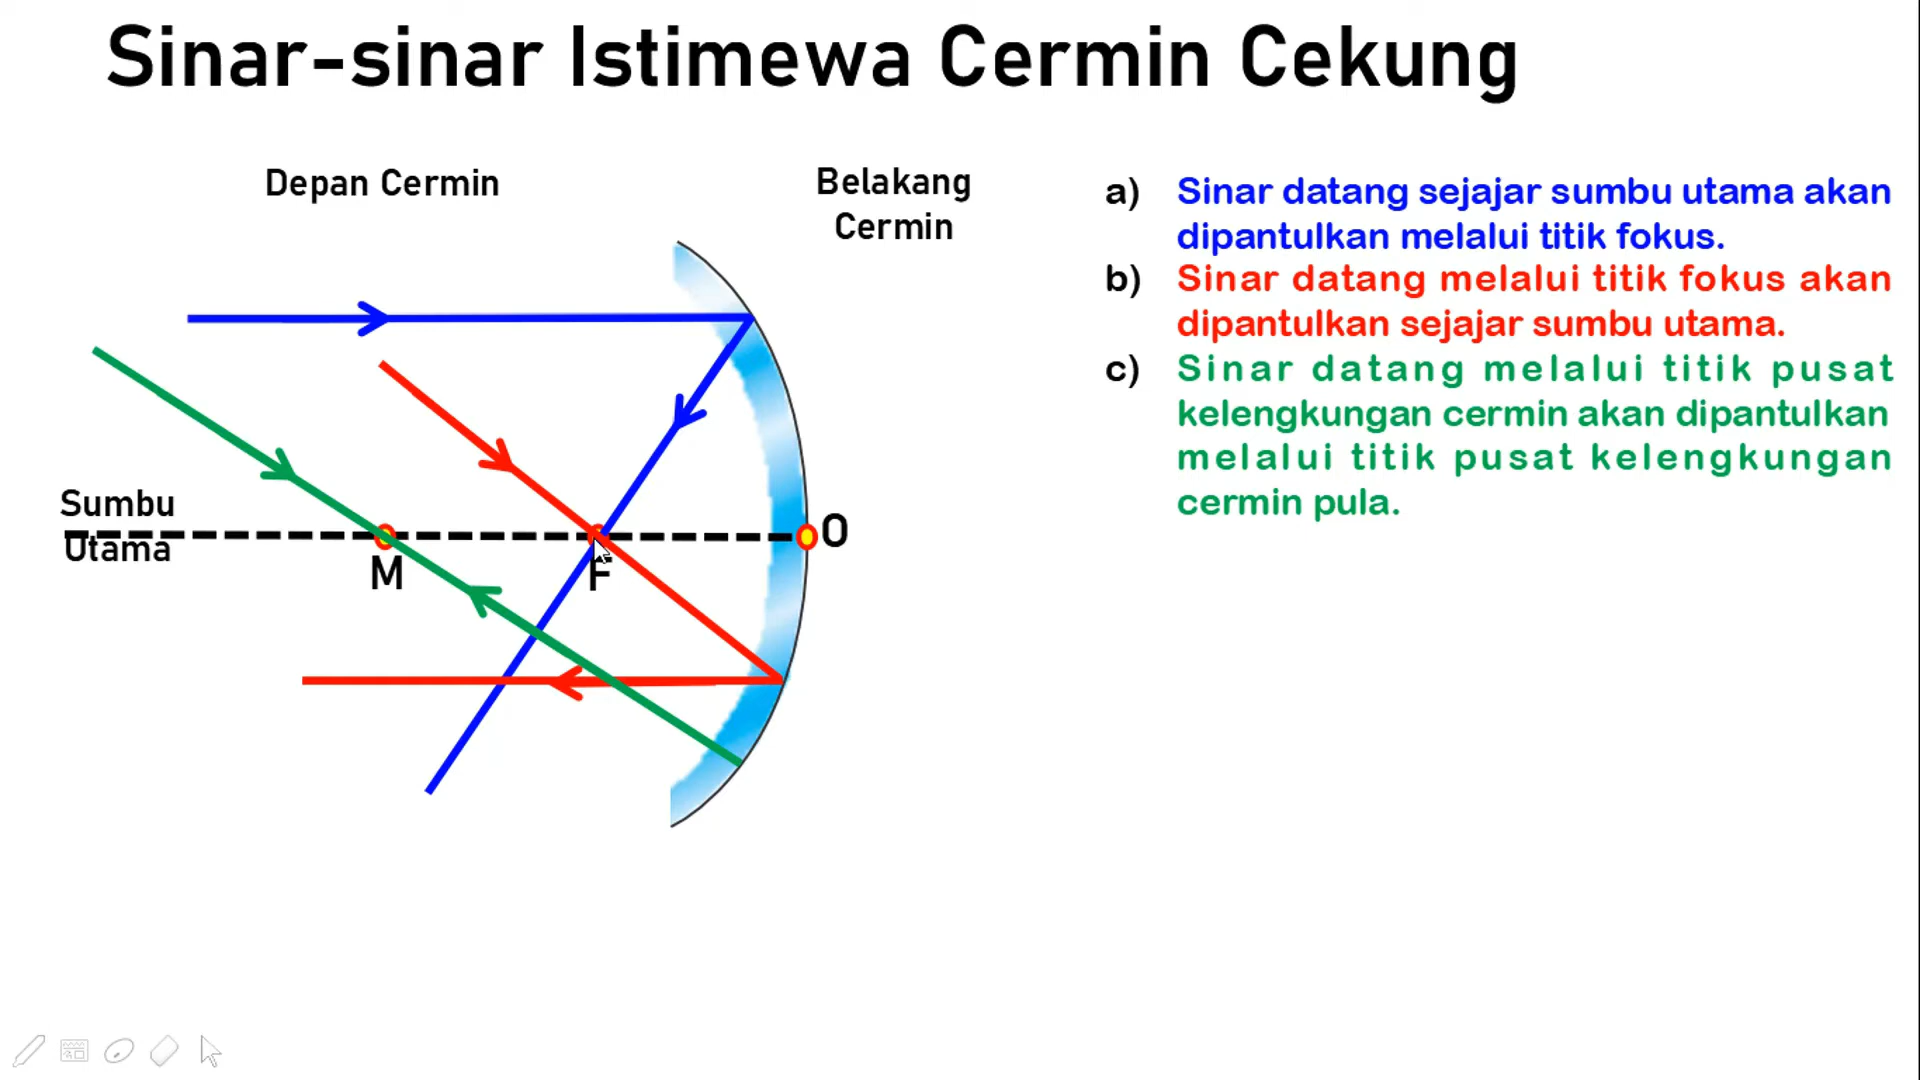 Sinar-sinar Istimewa Cermin Cekung
Depan Cermin
Belakang
Cermin
Sumbu
Utama
M
F
O
a) Sinar datang sejajar sumbu utama akan
dipantulkan melalui titik fokus.
b) Sinar datang melalui titik fokus akan
dipantulkan sejajar sumbu utama.
c) Sinar datang melalui titik pusat
kelengkungan cermin akan dipantulkan
melalui titik pusat kelengkungan
cermin pula.